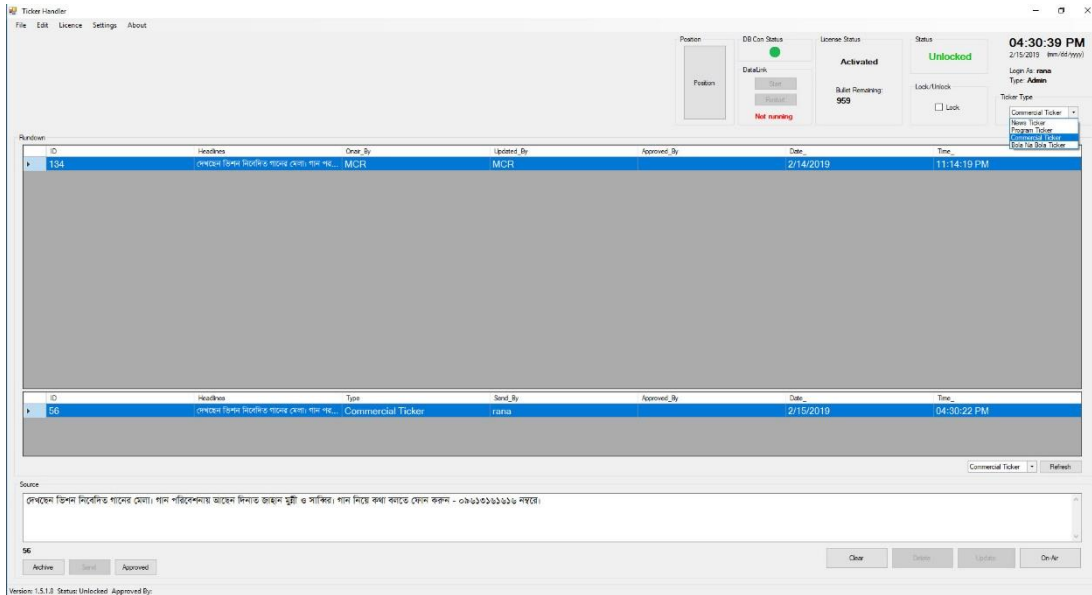 Ticker Handler
File Edit Licence Settings About
Position
Position
DB Con Status
DataLink
Start
Restart
Not running
License Status
Activated
Bullet Remaining:
959
Status
Unlocked
Lock/Unlock
Lock
04:30:39 PM
2/15/2019 (mm/dd/yyyy)
Login As: rana
Type: Admin
Ticker Type
Commercial Ticker
News Ticker
Program Ticker
Commercial Ticker
Bola Na Bola Ticker
Rundown
ID Headlines Onair_By Updated_By Approved_By Date_ Time_
134 দেখছেন ভিশন নিবেদিত গানের মেলা। গান পর... MCR MCR 2/14/2019 11:14:19 PM
ID Headlines Type Send_By Approved_By Date_ Time_
56 দেখছেন ভিশন নিবেদিত গানের মেলা। গান পর... Commercial Ticker rana 2/15/2019 04:30:22 PM
Commercial Ticker Refresh
Source
দেখছেন ভিশন নিবেদিত গানের মেলা। গান পরিবেশনায় আছেন দিনাত জাহান মুন্নী ও সাব্বির। গান নিয়ে কথা বলতে ফোন করুন - ০৯৬১৩১৬১৬১৬ নম্বরে।
56
Archive Send Approved Clear Delete Update On-Air
Version: 1.5.1.8 Status: Unlocked Approved By: